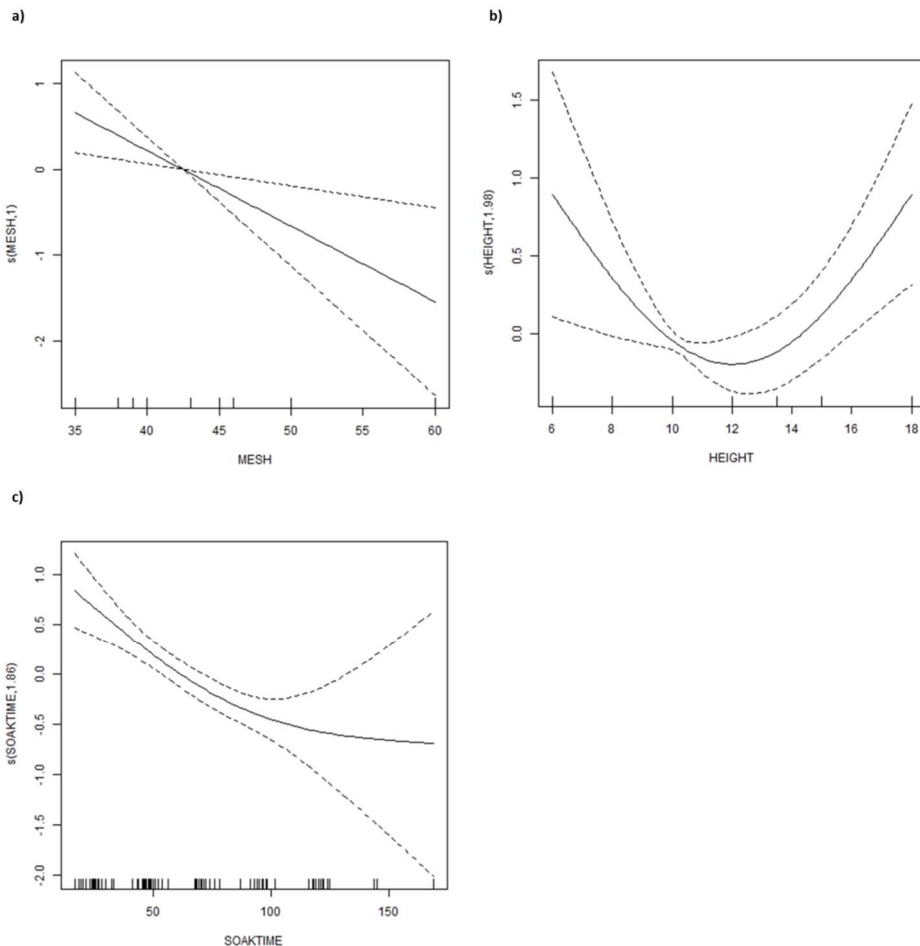 a)
s(MESH,1)
1
0
-1
-2
35 40 45 50 55 60
MESH
b)
s(HEIGHT,1.98)
1.5
1.0
0.5
0.0
6 8 10 12 14 16 18
HEIGHT
c)
s(SOAKTIME,1.86)
1.0
0.5
0.0
-0.5
-1.0
-1.5
-2.0
50 100 150
SOAKTIME